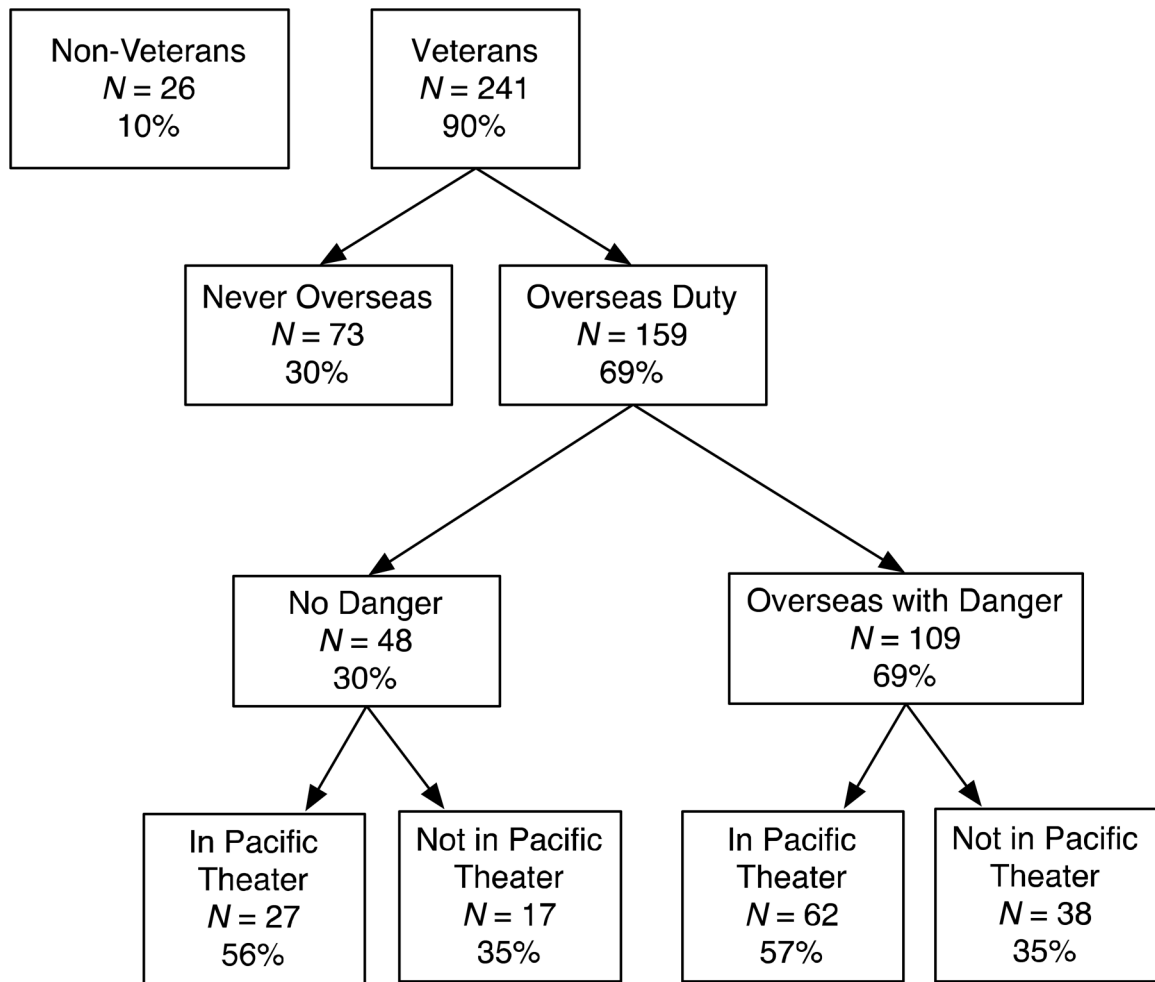 Non-Veterans
N = 26
10%
Veterans
N = 241
90%
Never Overseas
N = 73
30%
Overseas Duty
N = 159
69%
No Danger
N = 48
30%
Overseas with Danger
N = 109
69%
In Pacific
Theater
N = 27
56%
Not in Pacific
Theater
N = 17
35%
In Pacific
Theater
N = 62
57%
Not in Pacific
Theater
N = 38
35%